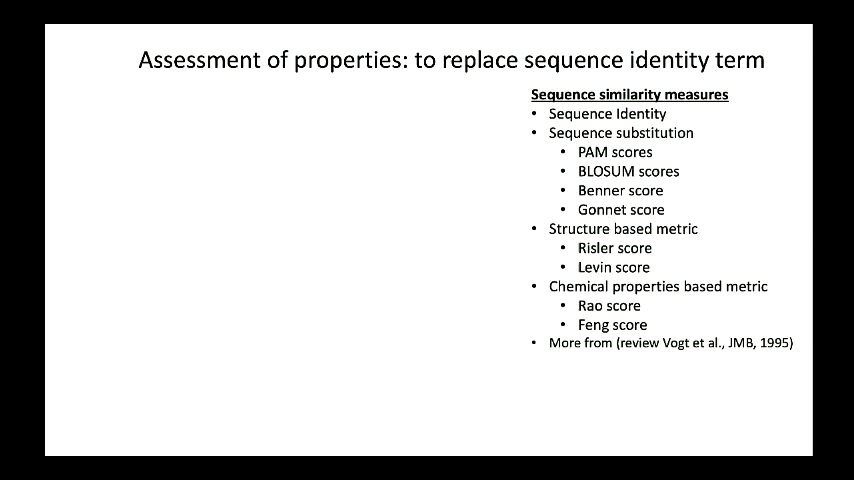 Assessment of properties: to replace sequence identity term
Sequence similarity measures
• Sequence Identity
• Sequence substitution
• PAM scores
• BLOSUM scores
• Benner score
• Gonnet score
• Structure based metric
• Risler score
• Levin score
• Chemical properties based metric
• Rao score
• Feng score
• More from (review Vogt et al., JMB, 1995)